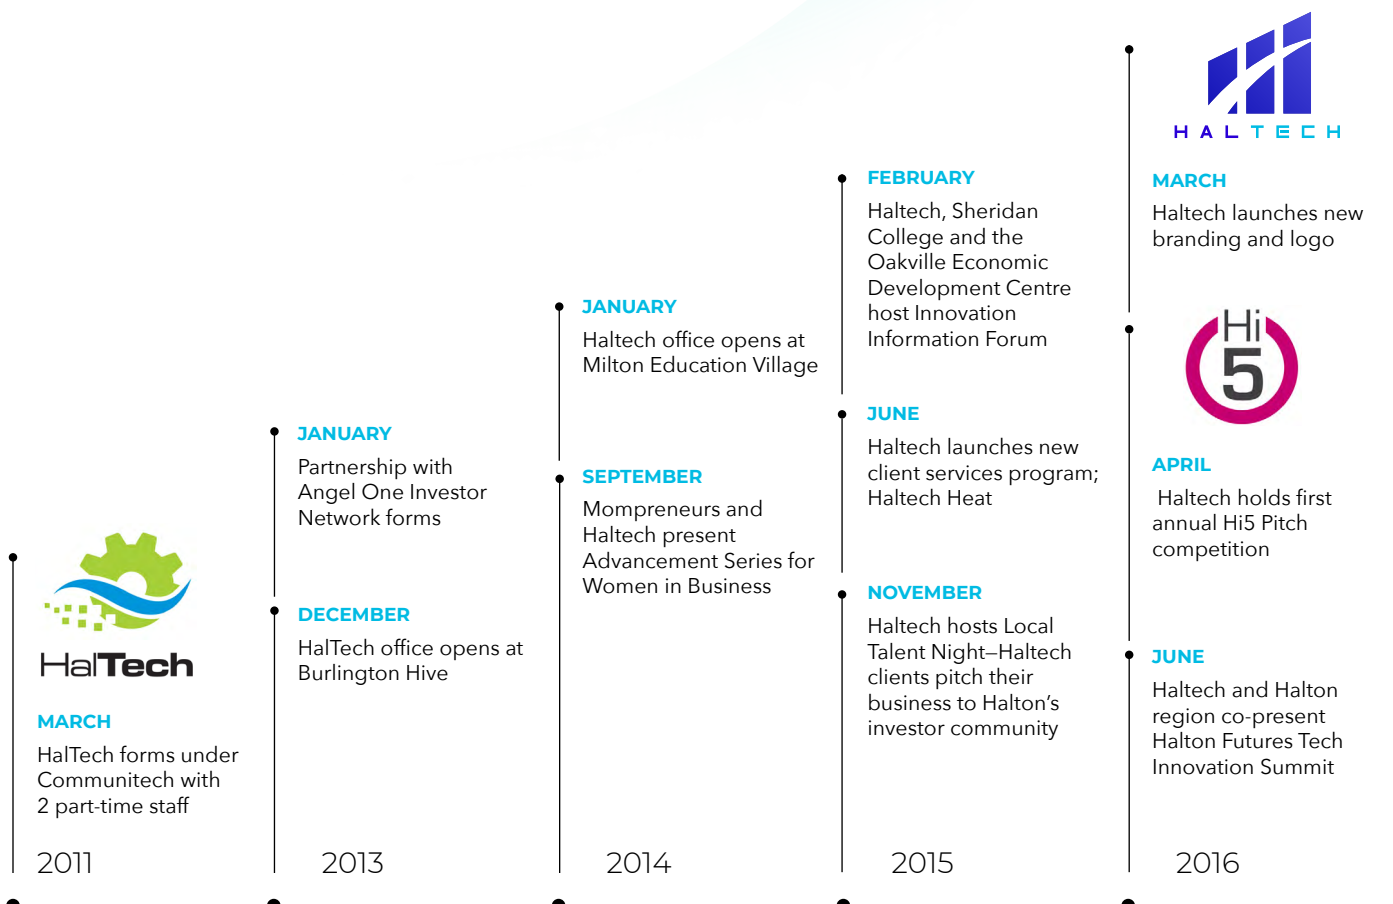 HalTech
MARCH
HalTech forms under
Communitech with
2 part-time staff
2011
JANUARY
Partnership with
Angel One Investor
Network forms
DECEMBER
HalTech office opens at
Burlington Hive
2013
JANUARY
Haltech office opens at
Milton Education Village
SEPTEMBER
Mompreneurs and
Haltech present
Advancement Series for
Women in Business
2014
FEBRUARY
Haltech, Sheridan
College and the
Oakville Economic
Development Centre
host Innovation
Information Forum
JUNE
Haltech launches new
client services program;
Haltech Heat
NOVEMBER
Haltech hosts Local
Talent Night—Haltech
clients pitch their
business to Halton’s
investor community
2015
HALTECH
MARCH
Haltech launches new
branding and logo
Hi
5
APRIL
Haltech holds first
annual Hi5 Pitch
competition
JUNE
Haltech and Halton
region co-present
Halton Futures Tech
Innovation Summit
2016